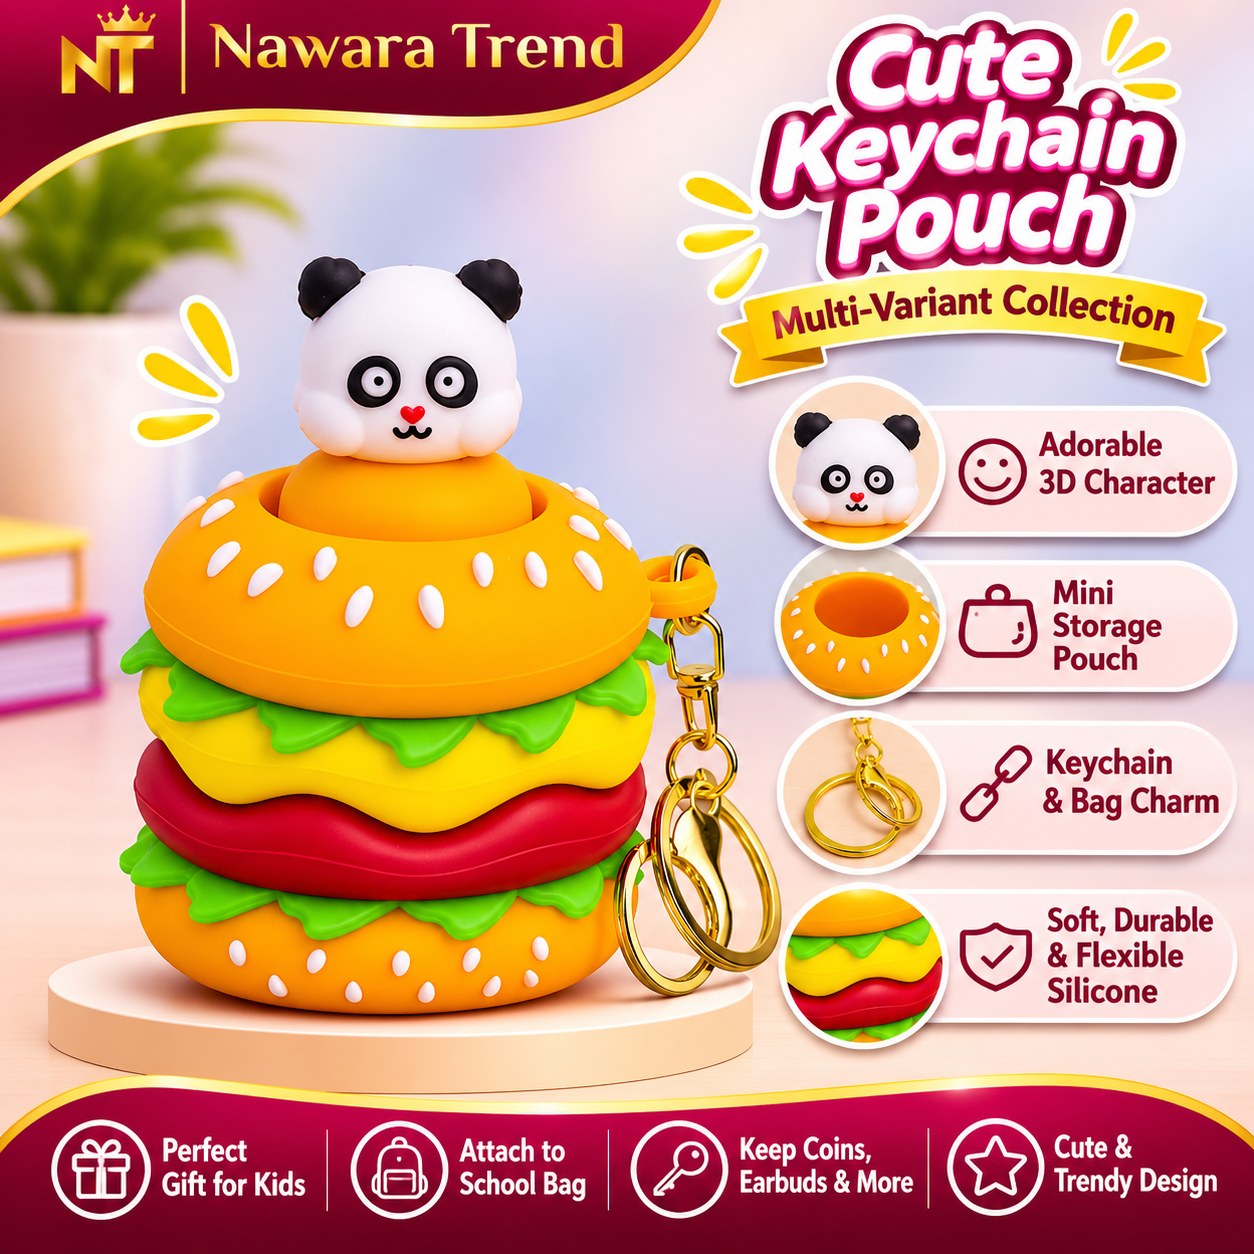 NT
Nawara Trend
Cute
Keychain
Pouch
Multi-Variant Collection
Adorable
3D Character
Mini
Storage
Pouch
Keychain
& Bag Charm
Soft, Durable
& Flexible
Silicone
Perfect
Gift for Kids
Attach to
School Bag
Keep Coins,
Earbuds & More
Cute &
Trendy Design